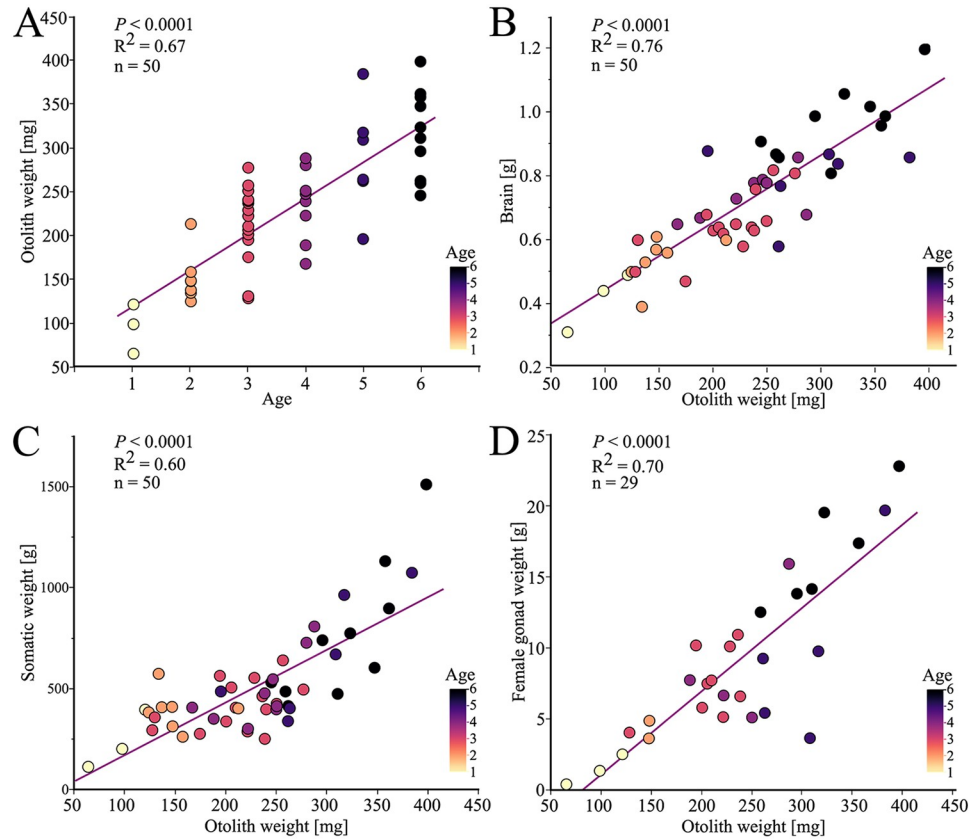 A
P < 0.0001
R2 = 0.67
n = 50
Otolith weight [mg]
450
400
350
300
250
200
150
100
50
1 2 3 4 5 6
Age
Age
6
5
4
3
2
1
B
P < 0.0001
R2 = 0.76
n = 50
Brain [g]
1.2
1.0
0.8
0.6
0.4
0.2
50 100 150 200 250 300 350 400
Otolith weight [mg]
Age
6
5
4
3
2
1
C
P < 0.0001
R2 = 0.60
n = 50
Somatic weight [g]
1500
1000
500
0
50 100 150 200 250 300 350 400 450
Otolith weight [mg]
Age
6
5
4
3
2
1
D
P < 0.0001
R2 = 0.70
n = 29
Female gonad weight [g]
25
20
15
10
5
0
50 100 150 200 250 300 350 400 450
Otolith weight [mg]
Age
6
5
4
3
2
1